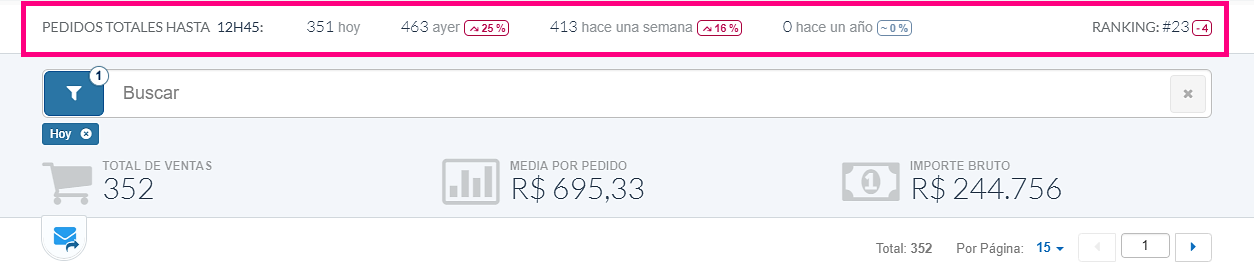 PEDIDOS TOTALES HASTA 12H45: 351 hoy 463 ayer 25 % 413 hace una semana 16 % 0 hace un año ~ 0 % RANKING: #23 - 4
1
Buscar
Hoy
TOTAL DE VENTAS MEDIA POR PEDIDO IMPORTE BRUTO
352 R$ 695,33 R$ 244.756
Total: 352 Por Página: 15 1